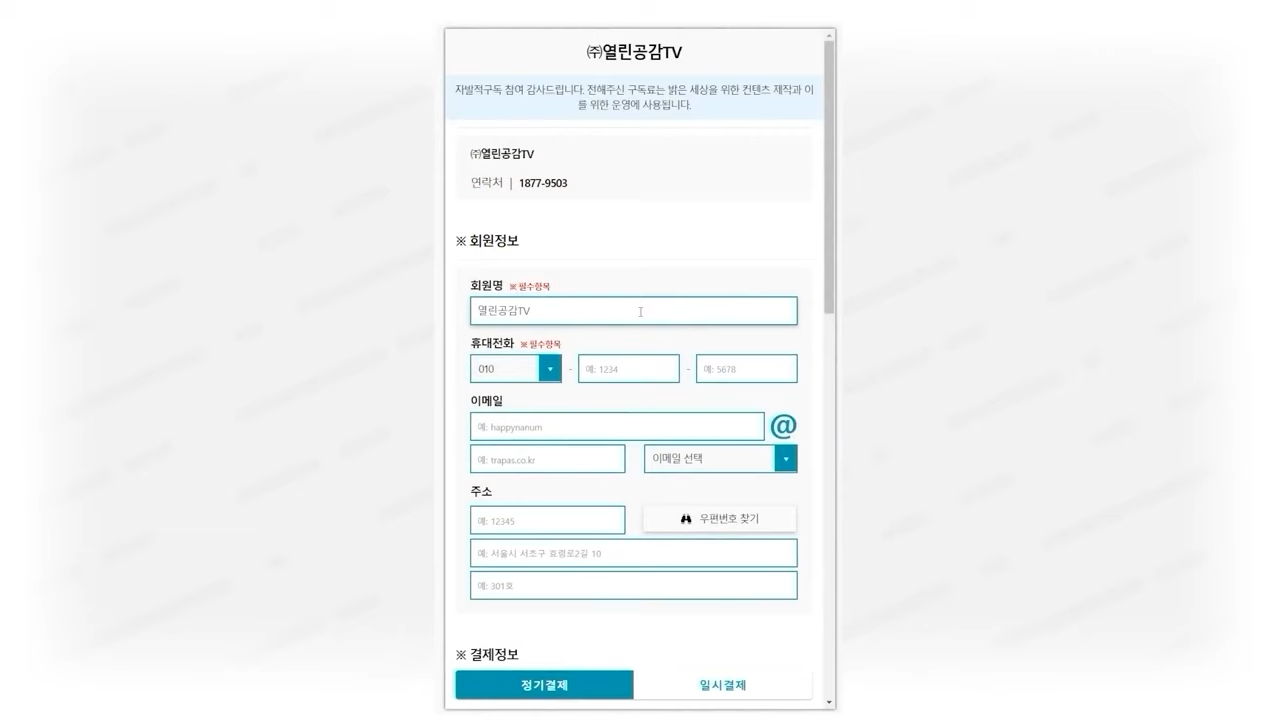 ㈜열린공감TV
자발적구독 참여 감사드립니다. 전해주신 구독료는 밝은 세상을 위한 컨텐츠 제작과 이
를 위한 운영에 사용됩니다.
㈜열린공감TV
연락처 | 1877-9503
※ 회원정보
회원명 ※ 필수항목
열린공감TV
휴대전화 ※ 필수항목
010 - 예: 1234 - 예: 5678
이메일
예: happynanum @
예: trapas.co.kr 이메일 선택
주소
예: 12345 우편번호 찾기
예: 서울시 서초구 효령로2길 10
예: 301호
※ 결제정보
정기결제 일시결제